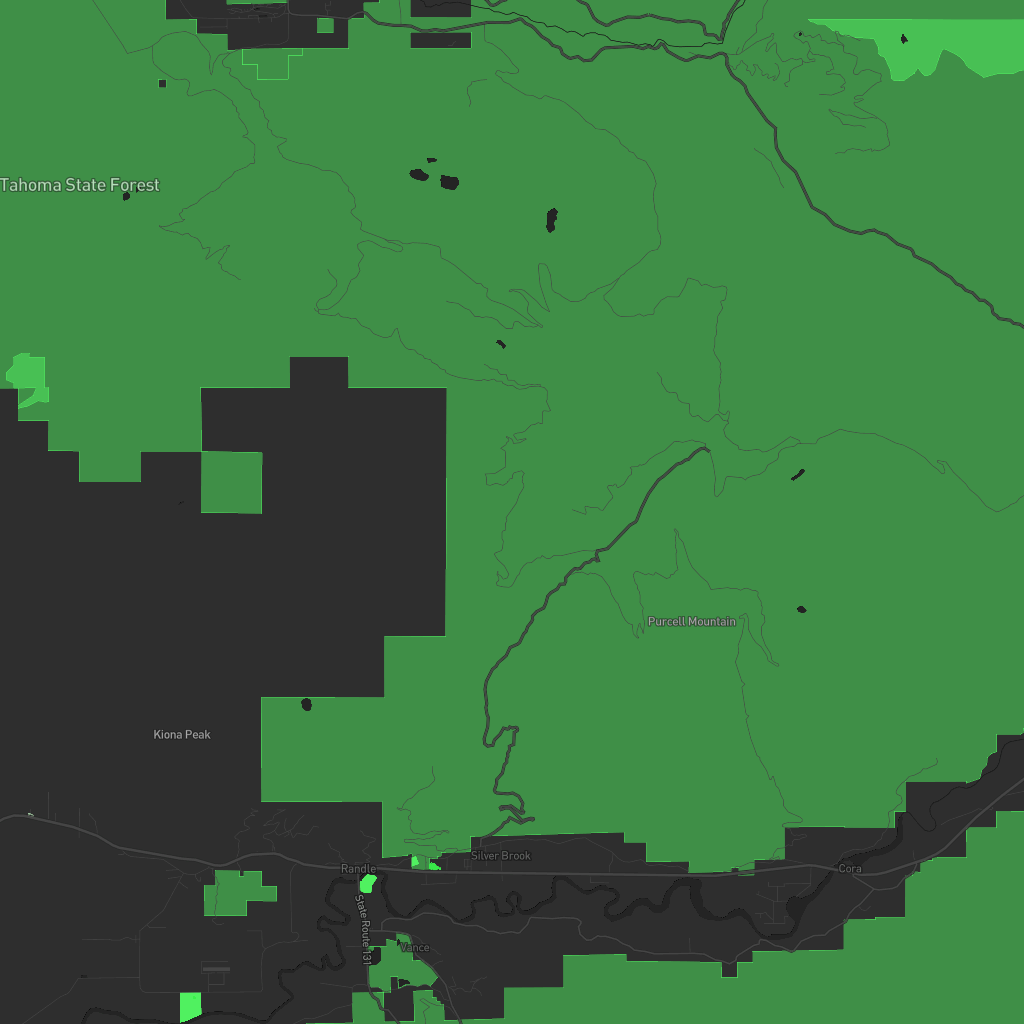 Tahoma State Forest
Purcell Mountain
Kiona Peak
Silver Brook
Randle
Cora
State Route 131
Vance